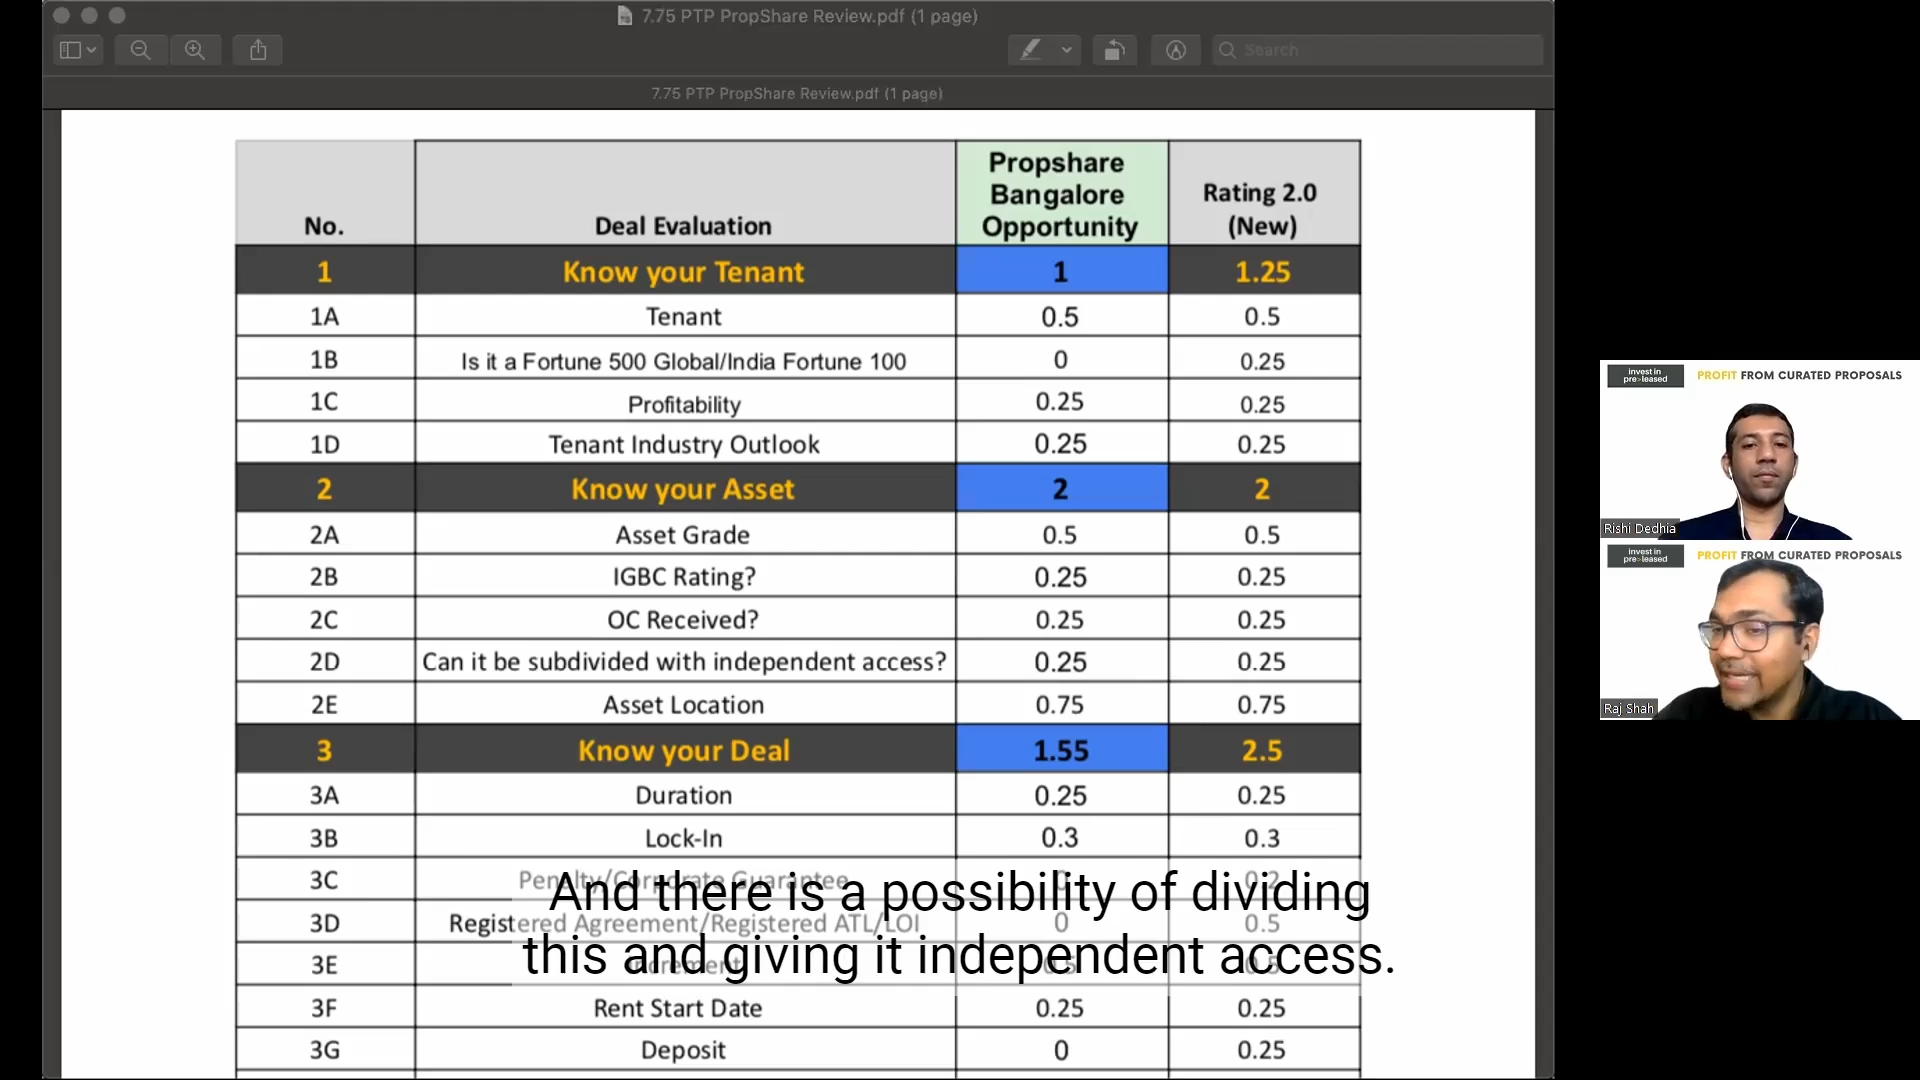 7.75 PTP PropShare Review.pdf (1 page)
Search
7.75 PTP PropShare Review.pdf (1 page)
No. Deal Evaluation Propshare Bangalore Opportunity Rating 2.0 (New)
1 Know your Tenant 1 1.25
1A Tenant 0.5 0.5
1B Is it a Fortune 500 Global/India Fortune 100 0 0.25
1C Profitability 0.25 0.25
1D Tenant Industry Outlook 0.25 0.25
2 Know your Asset 2 2
2A Asset Grade 0.5 0.5
2B IGBC Rating? 0.25 0.25
2C OC Received? 0.25 0.25
2D Can it be subdivided with independent access? 0.25 0.25
2E Asset Location 0.75 0.75
3 Know your Deal 1.55 2.5
3A Duration 0.25 0.25
3B Lock-In 0.3 0.3
3C Penalty/Corporate Guarantee 0 0.2
3D Registered Agreement/Registered ATL/LOI 0 0.5
3E Increment
3F Rent Start Date 0.25 0.25
3G Deposit 0 0.25
And there is a possibility of dividing
this and giving it independent access.
invest in
pre-leased
PROFIT FROM CURATED PROPOSALS
Rishi Dedhia
invest in
pre-leased
PROFIT FROM CURATED PROPOSALS
Raj Shah